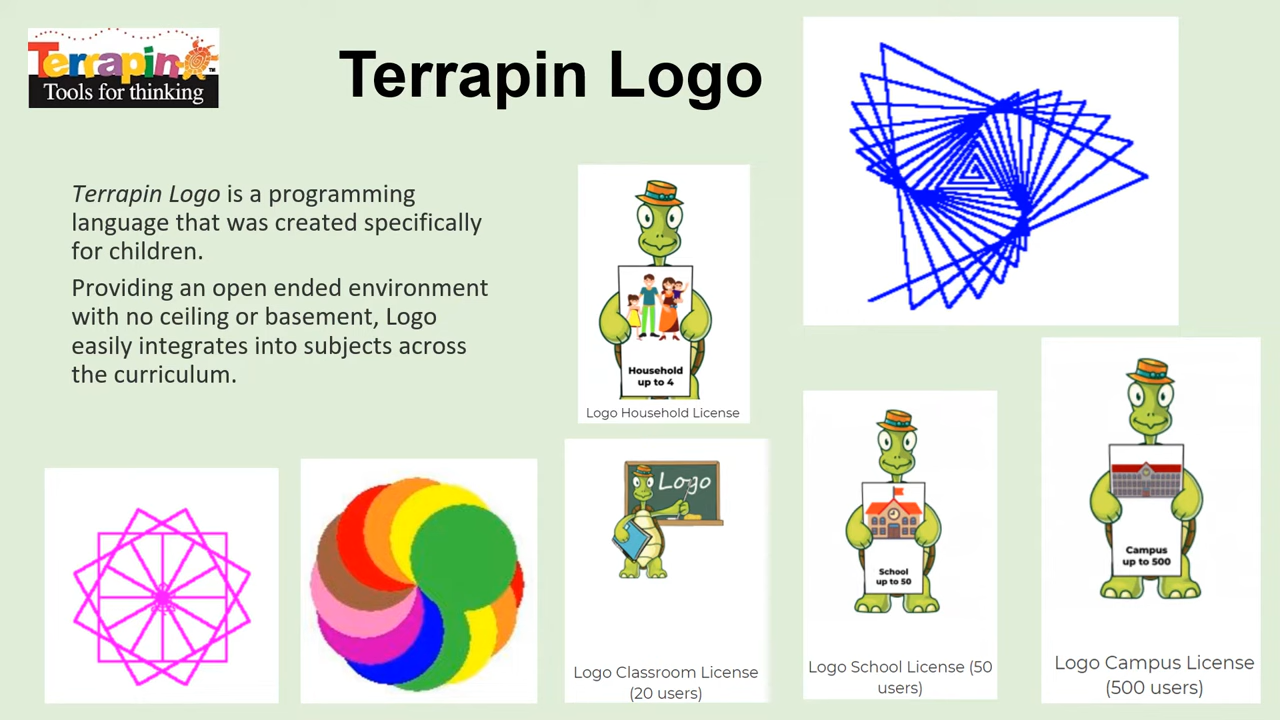 Terrapin
TM
Tools for thinking
Terrapin Logo
Terrapin Logo is a programming
language that was created specifically
for children.
Providing an open ended environment
with no ceiling or basement, Logo
easily integrates into subjects across
the curriculum.
Household
up to 4
Logo Household License
Logo
Logo Classroom License
(20 users)
School
up to 50
Logo School License (50
users)
Campus
up to 500
Logo Campus License
(500 users)